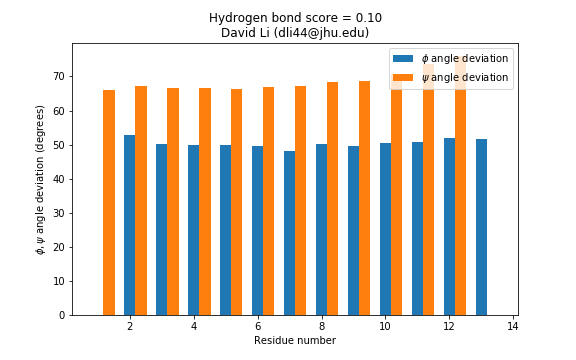 Hydrogen bond score = 0.10
David Li (dli44@jhu.edu)
ϕ angle deviation
ψ angle deviation
70
60
50
40
30
20
10
0
ϕ, ψ angle deviation (degrees)
2 4 6 8 10 12 14
Residue number